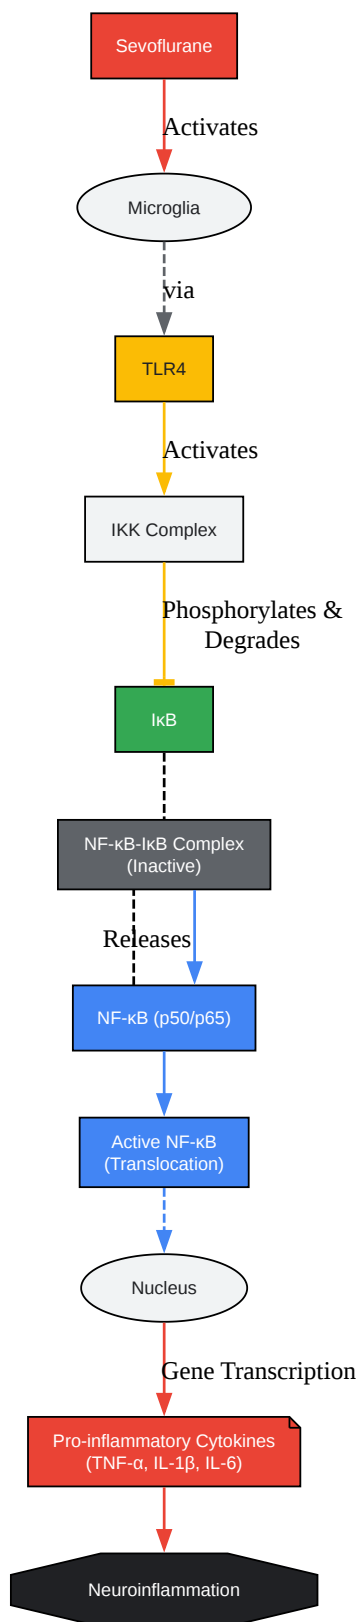 Sevoflurane
Activates
Microglia
via
TLR4
Activates
IKK Complex
Phosphorylates &
Degrades
IκB
NF-κB-IκB Complex
(Inactive)
Releases
NF-κB (p50/p65)
Active NF-κB
(Translocation)
Nucleus
Gene Transcription
Pro-inflammatory Cytokines
(TNF-α, IL-1β, IL-6)
Neuroinflammation